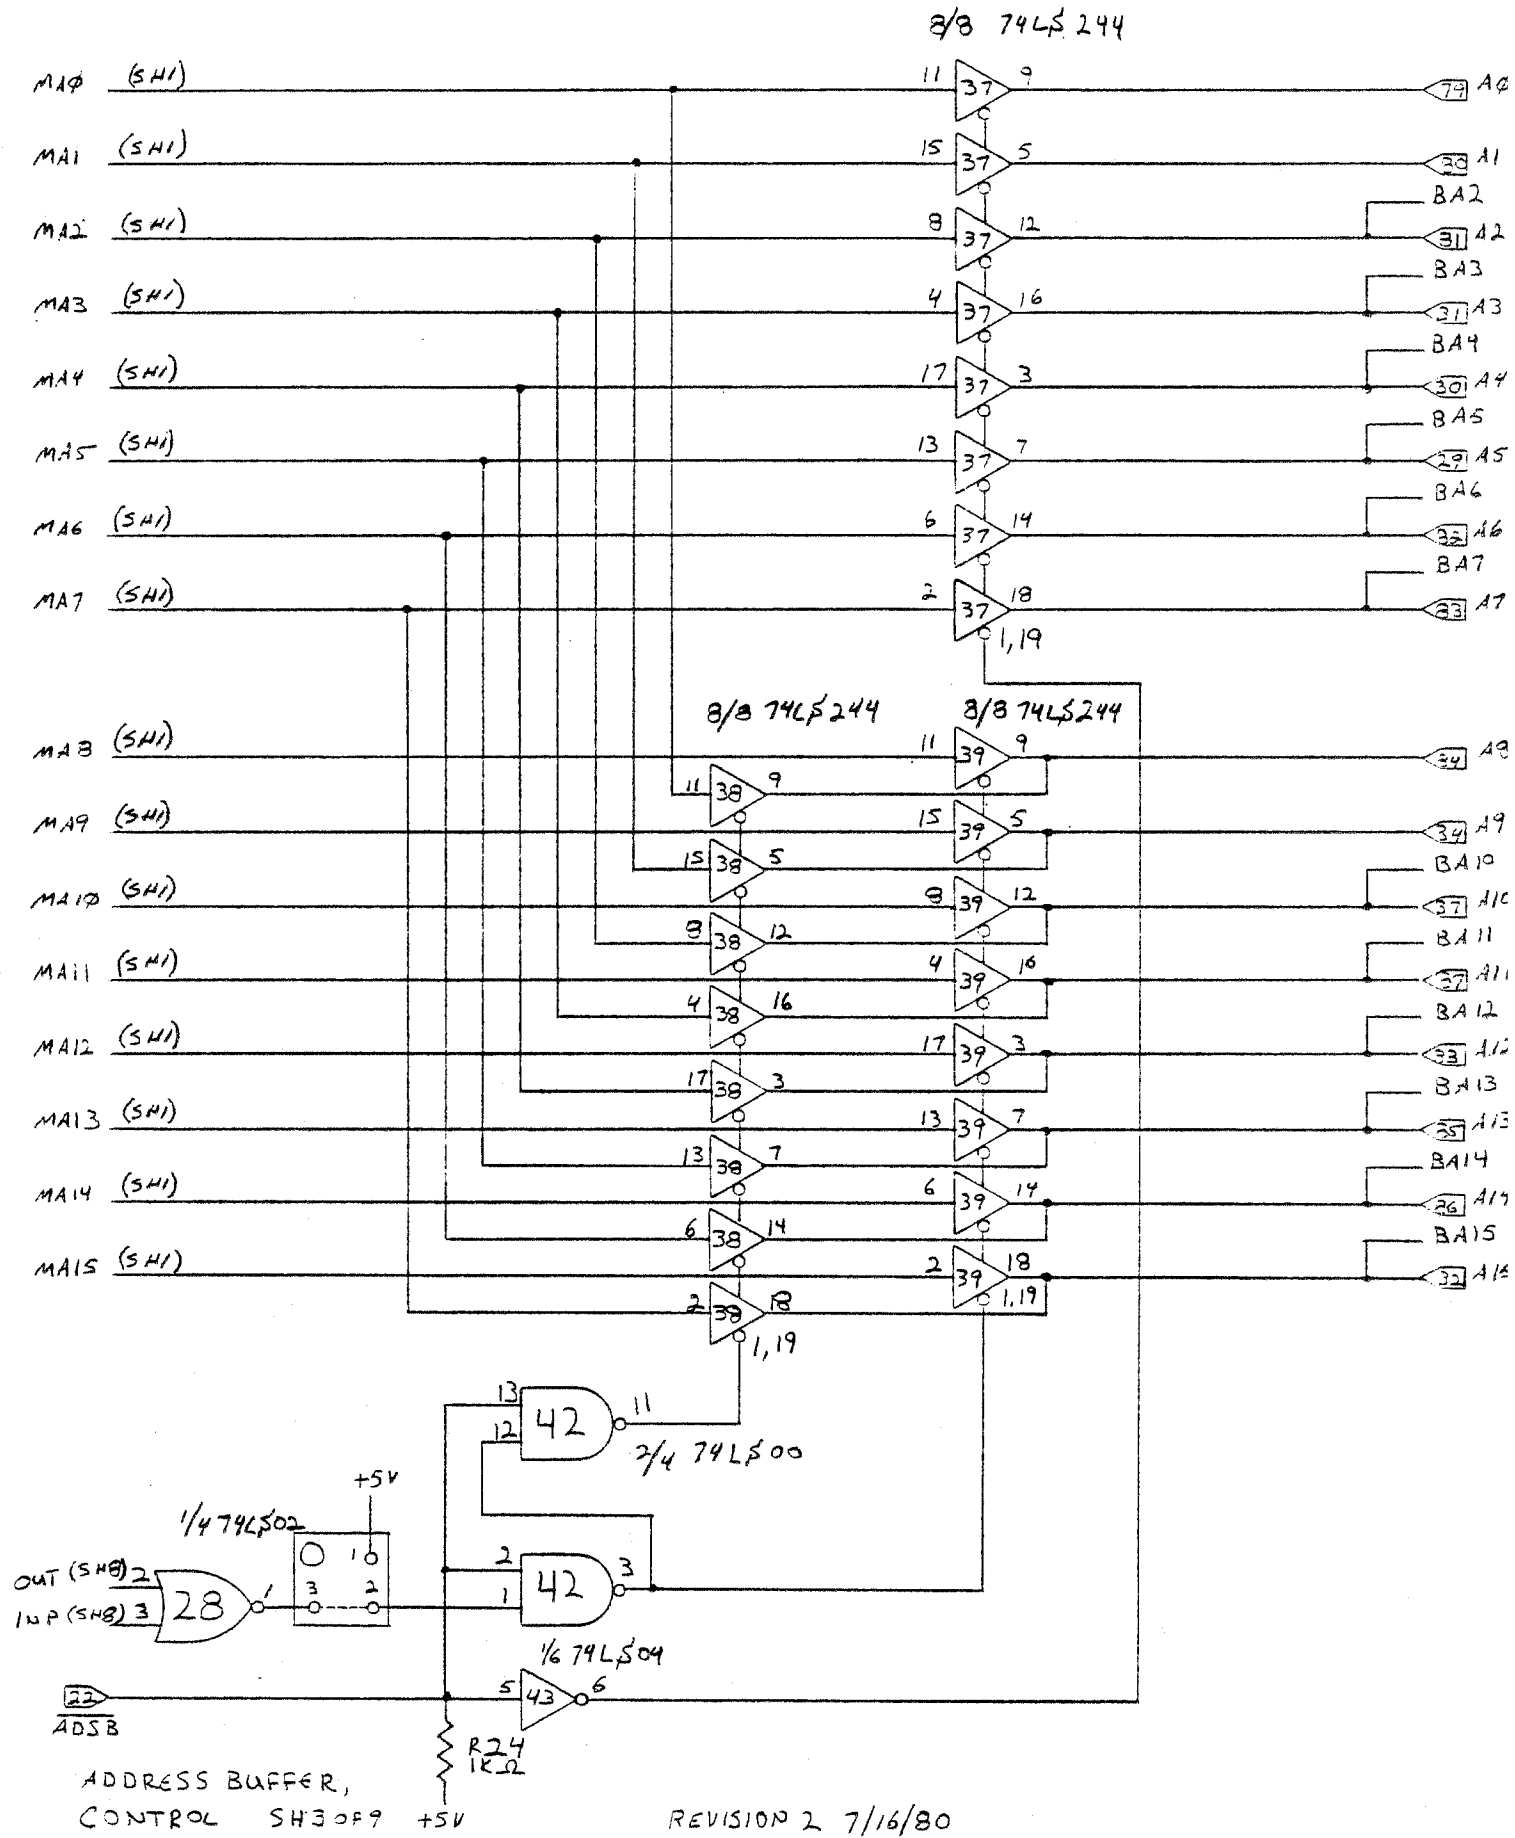 8/8 74LS244
MAØ (SH1) 11 37 9 79 AØ
MA1 (SH1) 15 37 5 A1
BA2
MA2 (SH1) 8 37 12 A2
BA3
MA3 (SH1) 4 37 16 31 A3
BA4
MA4 (SH1) 17 37 3 30 A4
BA5
MA5 (SH1) 13 37 7 29 A5
BA6
MA6 (SH1) 6 37 14 A6
BA7
MA7 (SH1) 2 37 18 A7
1,19
8/8 74LS244 8/8 74LS244
MA8 (SH1) 11 39 9 A8
11 38 9
MA9 (SH1) 15 39 5 34 A9
15 38 5
BA10
MA1Ø (SH1) 8 39 12 37 A10
8 38 12
BA11
MA11 (SH1) 4 39 16 37 A11
4 38 16
BA12
MA12 (SH1) 17 39 3 33 A12
17 38 3
BA13
MA13 (SH1) 13 39 7 35 A13
13 38 7
BA14
MA14 (SH1) 6 39 14 A14
6 38 14
BA15
MA15 (SH1) 2 39 18 32 A15
1,19
2 38 18
1,19
13
12 42 11
2/4 74LS00
+5V
1/4 74LS02
1
OUT (SH8) 2
INP (SH8) 3 28 1 3 2
2
1 42 3
1/6 74LS04
22 5 43 6
ADSB
R24
1KΩ
+5V
ADDRESS BUFFER,
CONTROL SH3OF9
REVISION 2 7/16/80